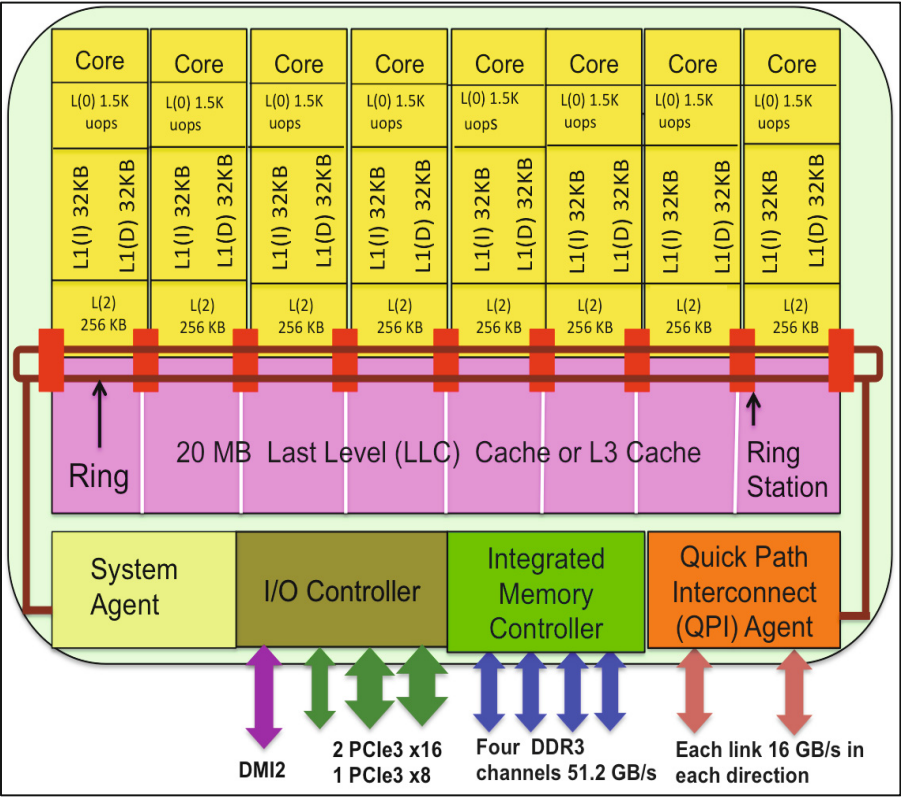 Core Core Core Core Core Core Core Core
L(0) 1.5K L(0) 1.5K L(0) 1.5K L(0) 1.5K L(0) 1.5K L(0) 1.5K L(0) 1.5K L(0) 1.5K
uops uops uops uops uops uops uops uops
L1(I) 32KB L1(D) 32KB L1(I) 32KB L1(D) 32KB L1(I) 32KB L1(D) 32KB L1(I) 32KB L1(D) 32KB L1(I) 32KB L1(D) 32KB L1(I) 32KB L1(D) 32KB L1(I) 32KB L1(D) 32KB L1(I) 32KB L1(D) 32KB
L(2) L(2) L(2) L(2) L(2) L(2) L(2) L(2)
256 KB 256 KB 256 KB 256 KB 256 KB 256 KB 256 KB 256 KB
20 MB Last Level (LLC) Cache or L3 Cache
Ring
Ring
Station
System
Agent
I/O Controller
Integrated
Memory
Controller
Quick Path
Interconnect
(QPI) Agent
DMI2
2 PCIe3 x16
1 PCIe3 x8
Four DDR3
channels 51.2 GB/s
Each link 16 GB/s in
each direction